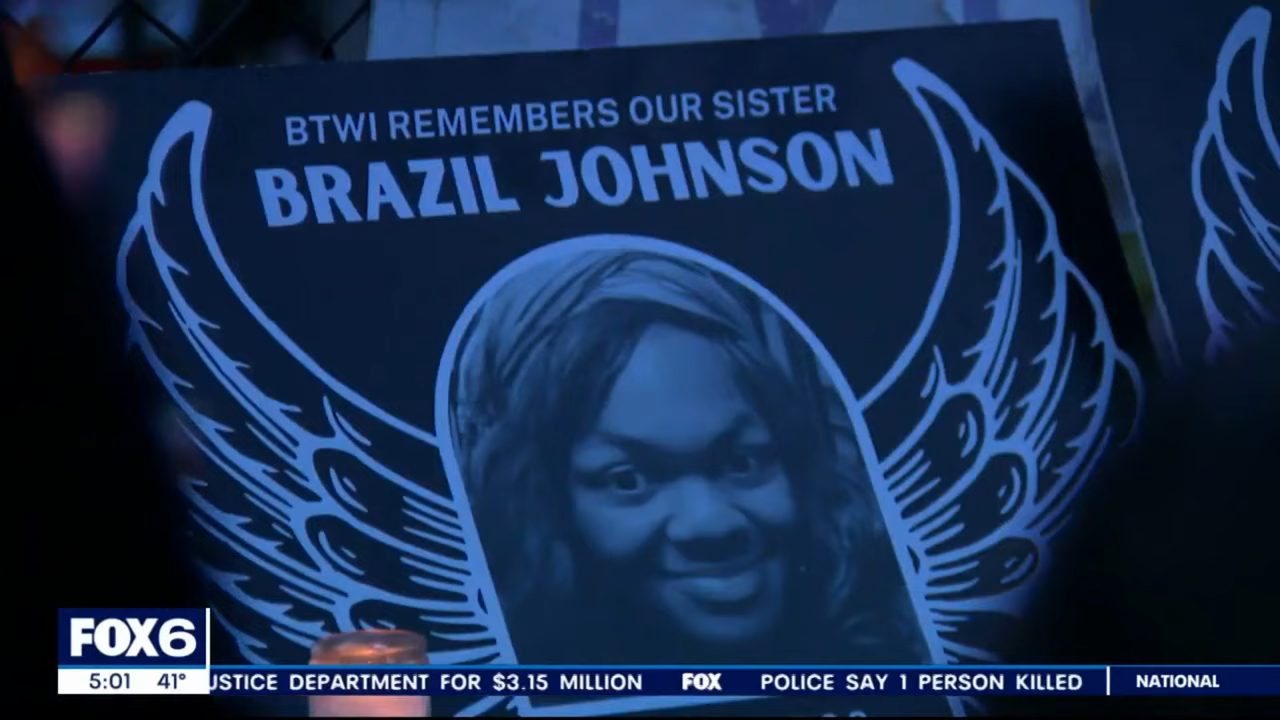 BTWI REMEMBERS OUR SISTER
BRAZIL JOHNSON
FOX6
5:01 41°
USTICE DEPARTMENT FOR $3.15 MILLION FOX POLICE SAY 1 PERSON KILLED NATIONAL